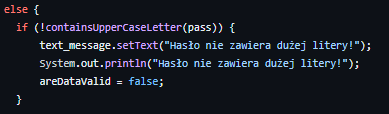 else {
if (!containsUpperCaseLetter(pass)) {
text_message.setText("Hasło nie zawiera dużej litery!");
System.out.println("Hasło nie zawiera dużej litery!");
areDataValid = false;
}